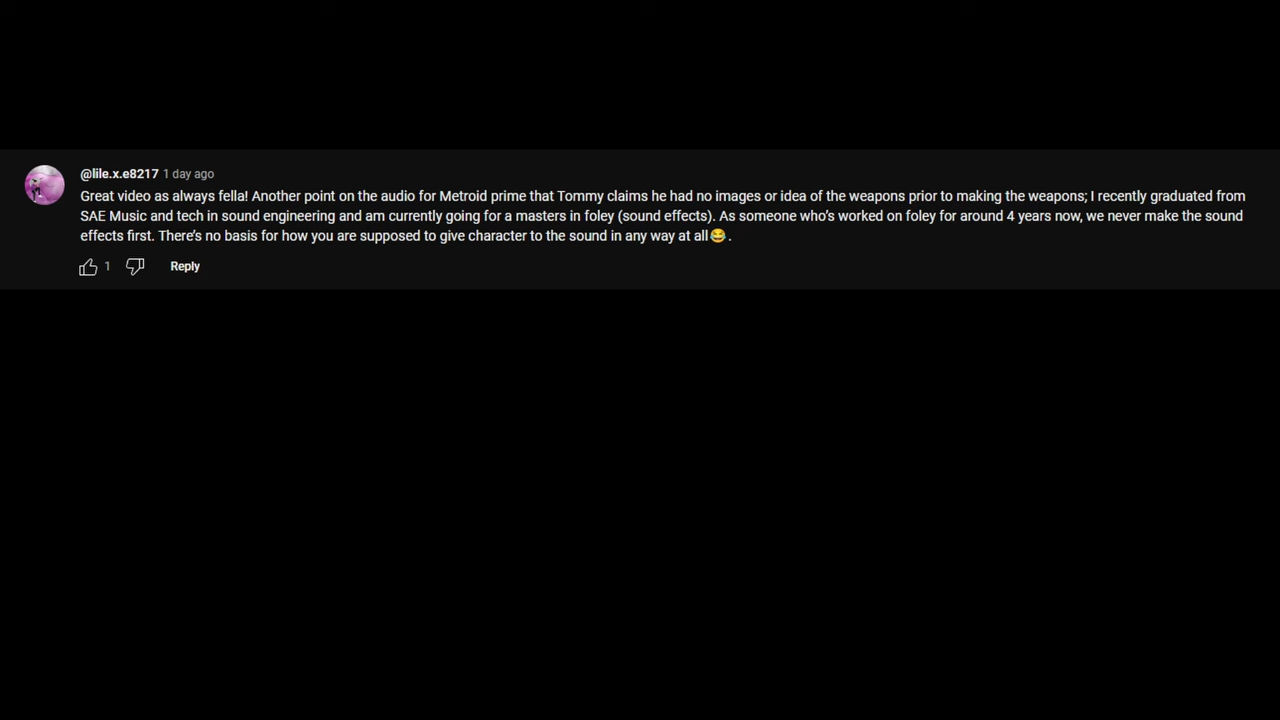 @lile.x.e8217 1 day ago
Great video as always fella! Another point on the audio for Metroid prime that Tommy claims he had no images or idea of the weapons prior to making the weapons; I recently graduated from
SAE Music and tech in sound engineering and am currently going for a masters in foley (sound effects). As someone who's worked on foley for around 4 years now, we never make the sound
effects first. There's no basis for how you are supposed to give character to the sound in any way at all😂 .
1 Reply